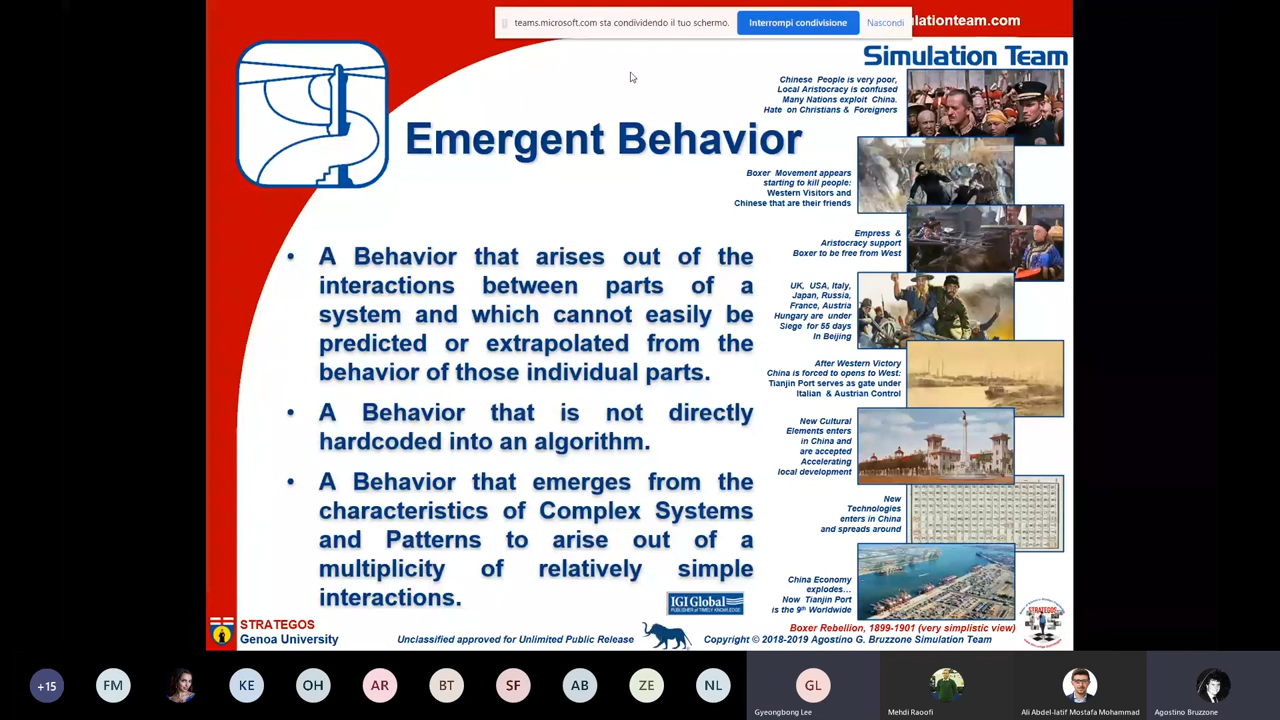 teams.microsoft.com sta condividendo il tuo schermo.
Interrompi condivisione
Nascondi
ulationteam.com
Simulation Team
Emergent Behavior
• A Behavior that arises out of the
interactions between parts of a
system and which cannot easily be
predicted or extrapolated from the
behavior of those individual parts.
• A Behavior that is not directly
hardcoded into an algorithm.
• A Behavior that emerges from the
characteristics of Complex Systems
and Patterns to arise out of a
multiplicity of relatively simple
interactions.
Chinese People is very poor,
Local Aristocracy is confused
Many Nations exploit China.
Hate on Christians & Foreigners
Boxer Movement appears
starting to kill people:
Western Visitors and
Chinese that are their friends
Empress &
Aristocracy support
Boxer to be free from West
UK, USA, Italy,
Japan, Russia,
France, Austria
Hungary are under
Siege for 55 days
In Beijing
After Western Victory
China is forced to opens to West:
Tianjin Port serves as gate under
Italian & Austrian Control
New Cultural
Elements enters
in China and
are accepted
Accelerating
local development
New
Technologies
enters in China
and spreads around
China Economy
explodes...
Now Tianjin Port
is the 9th Worldwide
IGI Global
PUBLISHER OF TIMELY KNOWLEDGE
Boxer Rebellion, 1899-1901 (very simplistic view)
STRATEGOS
STRATEGOS
Genoa University
Unclassified approved for Unlimited Public Release
Copyright © 2018-2019 Agostino G. Bruzzone Simulation Team
+15
FM
KE
OH
AR
BT
SF
AB
ZE
NL
GL
Gyeongbong Lee
Mehdi Raoofi
Ali Abdel-latif Mostafa Mohammad
Agostino Bruzzone